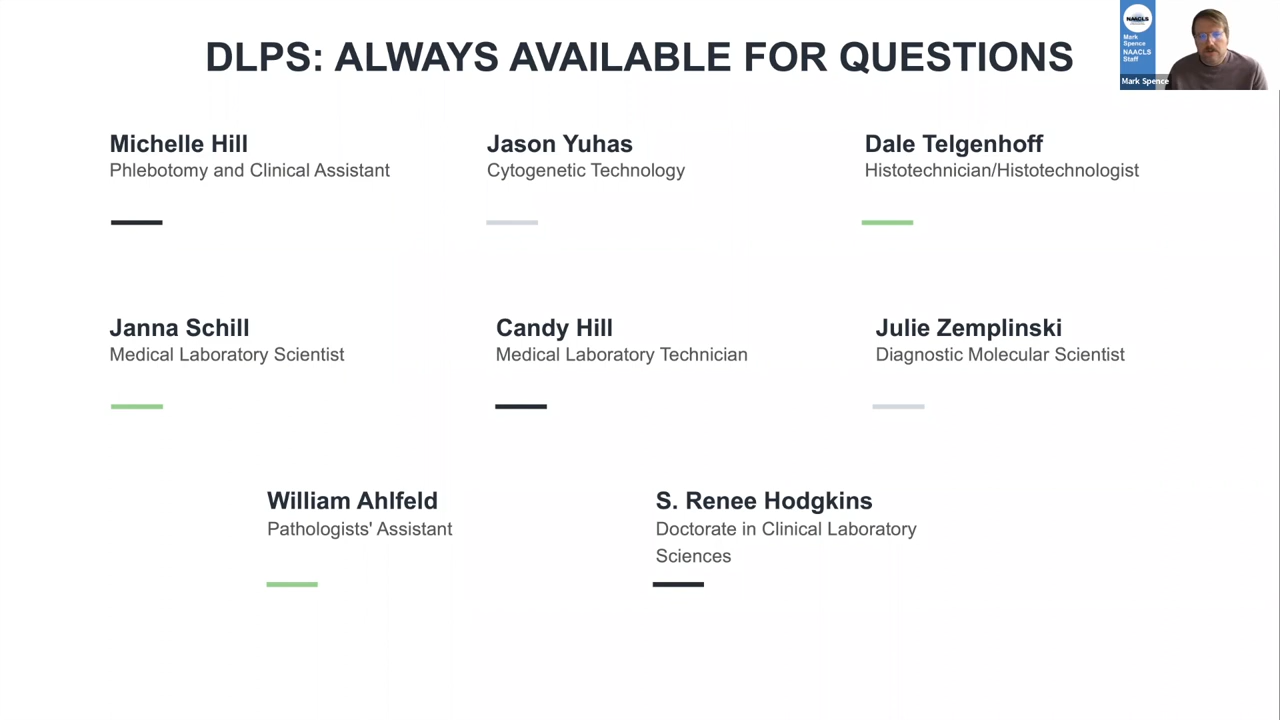 DLPS: ALWAYS AVAILABLE FOR QUESTIONS
NAACLS
Mark
Spence
NAACLS
Staff
Mark Spence
Michelle Hill
Phlebotomy and Clinical Assistant
Jason Yuhas
Cytogenetic Technology
Dale Telgenhoff
Histotechnician/Histotechnologist
Janna Schill
Medical Laboratory Scientist
Candy Hill
Medical Laboratory Technician
Julie Zemplinski
Diagnostic Molecular Scientist
William Ahlfeld
Pathologists' Assistant
S. Renee Hodgkins
Doctorate in Clinical Laboratory
Sciences